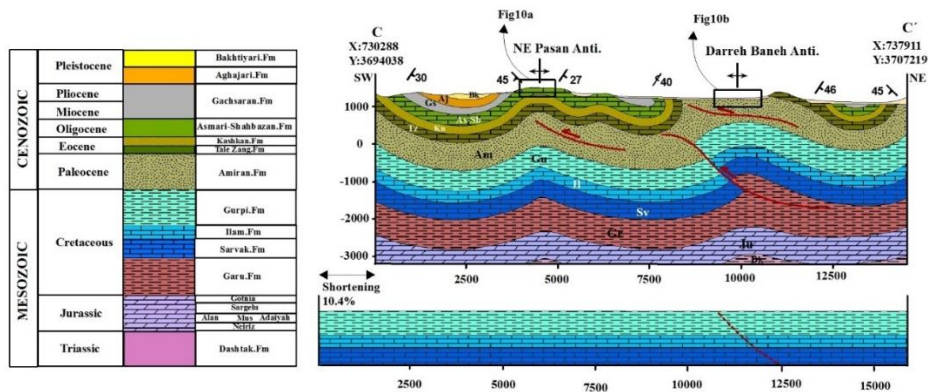 Fig10a
Fig10b
C
C´
X:730288
Y:3694038
NE Pasan Anti.
Darreh Baneh Anti.
X:737911
Y:3707219
SW
NE
30
45
27
40
46
45
1000
0
-1000
-2000
-3000
Gs
Aj
Bk
As-Sb
Kn
Tz
Am
Gu
Il
Sv
Gr
Ju
Dk
2500
5000
7500
10000
12500
Shortening
10.4%
2500
5000
7500
10000
12500
15000
CENOZOIC
Pleistocene
Bakhtiyari.Fm
Aghajari.Fm
Pliocene
Gachsaran.Fm
Miocene
Oligocene
Asmari-Shahbazan.Fm
Eocene
Kashkan.Fm
Tale Zang.Fm
Paleocene
Amiran.Fm
MESOZOIC
Cretaceous
Gurpi.Fm
Ilam.Fm
Sarvak.Fm
Garu.Fm
Jurassic
Gotnia
Sargelu
Alan Mus Adaiyah
Neiriz
Triassic
Dashtak.Fm